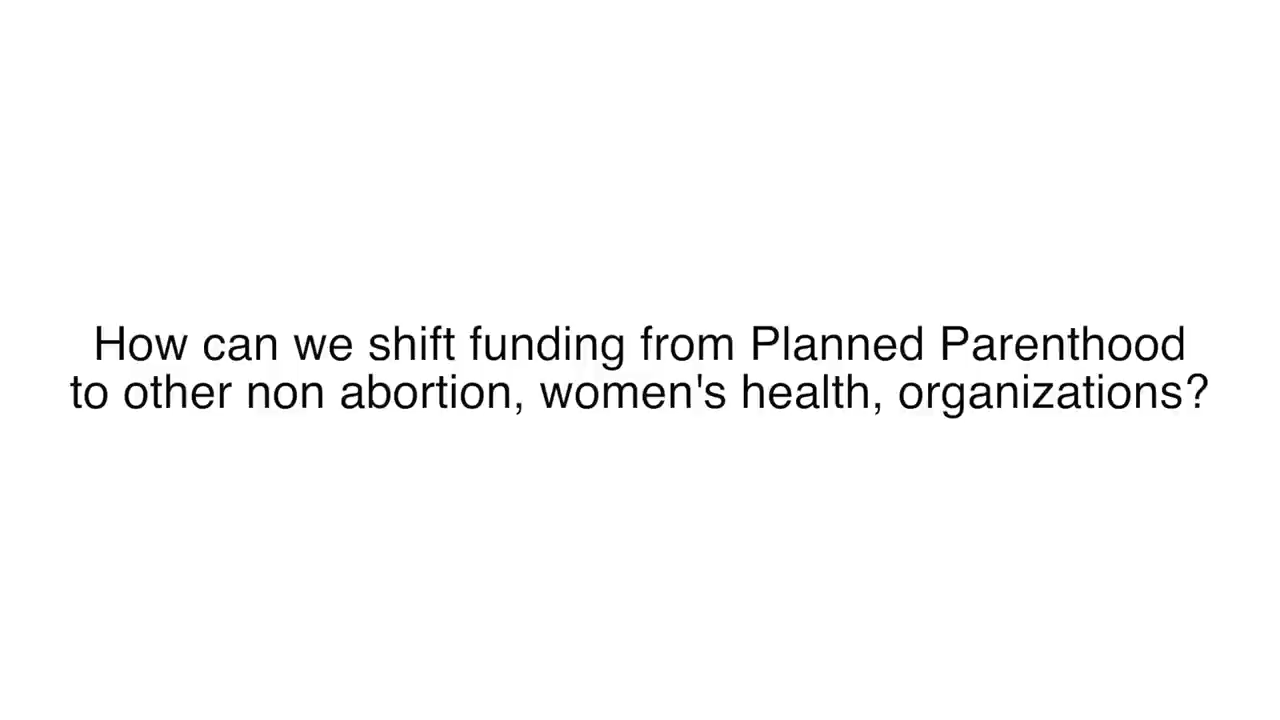 How can we shift funding from Planned Parenthood
to other non abortion, women's health, organizations?